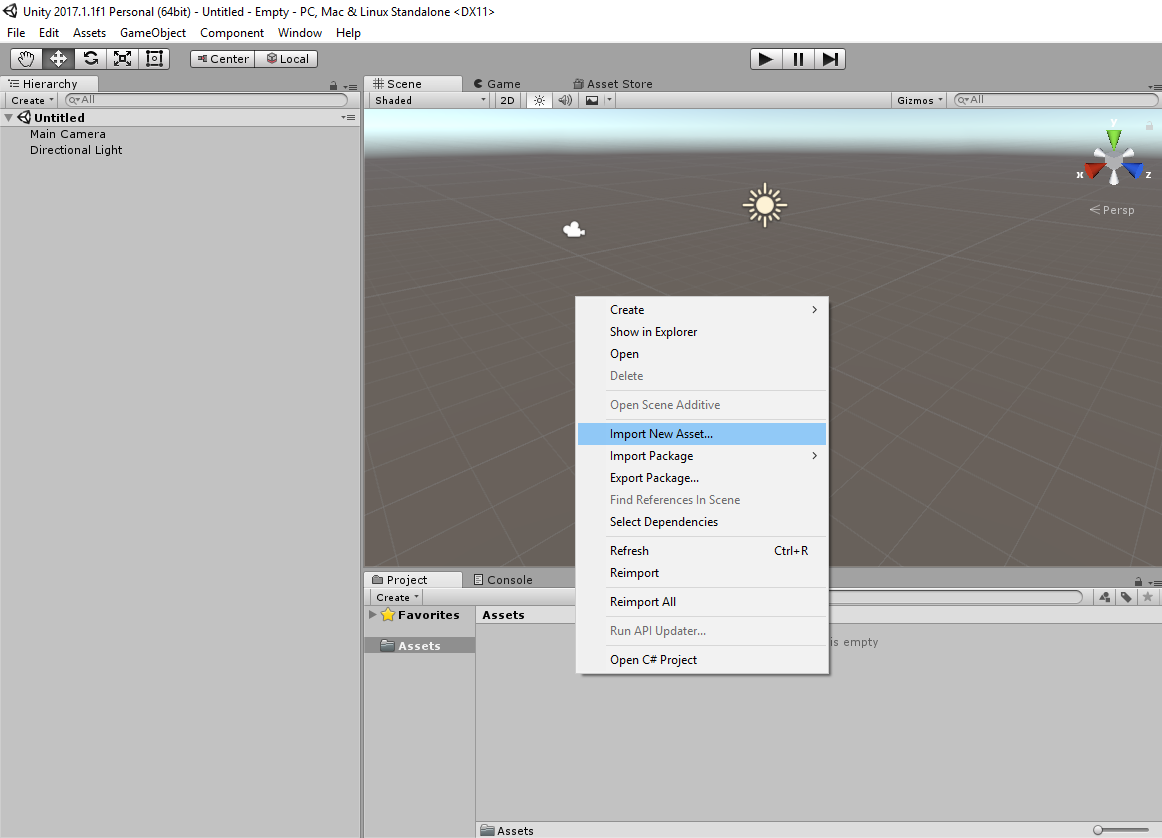 Unity 2017.1.1f1 Personal (64bit) - Untitled - Empty - PC, Mac & Linux Standalone <DX11>
File Edit Assets GameObject Component Window Help
Center Local
Hierarchy
Create All
Untitled
Main Camera
Directional Light
Scene Game Asset Store
Shaded 2D Gizmos All
y
x z
Persp
Create
Show in Explorer
Open
Delete
Open Scene Additive
Import New Asset...
Import Package
Export Package...
Find References In Scene
Select Dependencies
Refresh Ctrl+R
Reimport
Reimport All
Run API Updater...
Open C# Project
Project Console
Create
Favorites
Assets
Assets
is empty
Assets